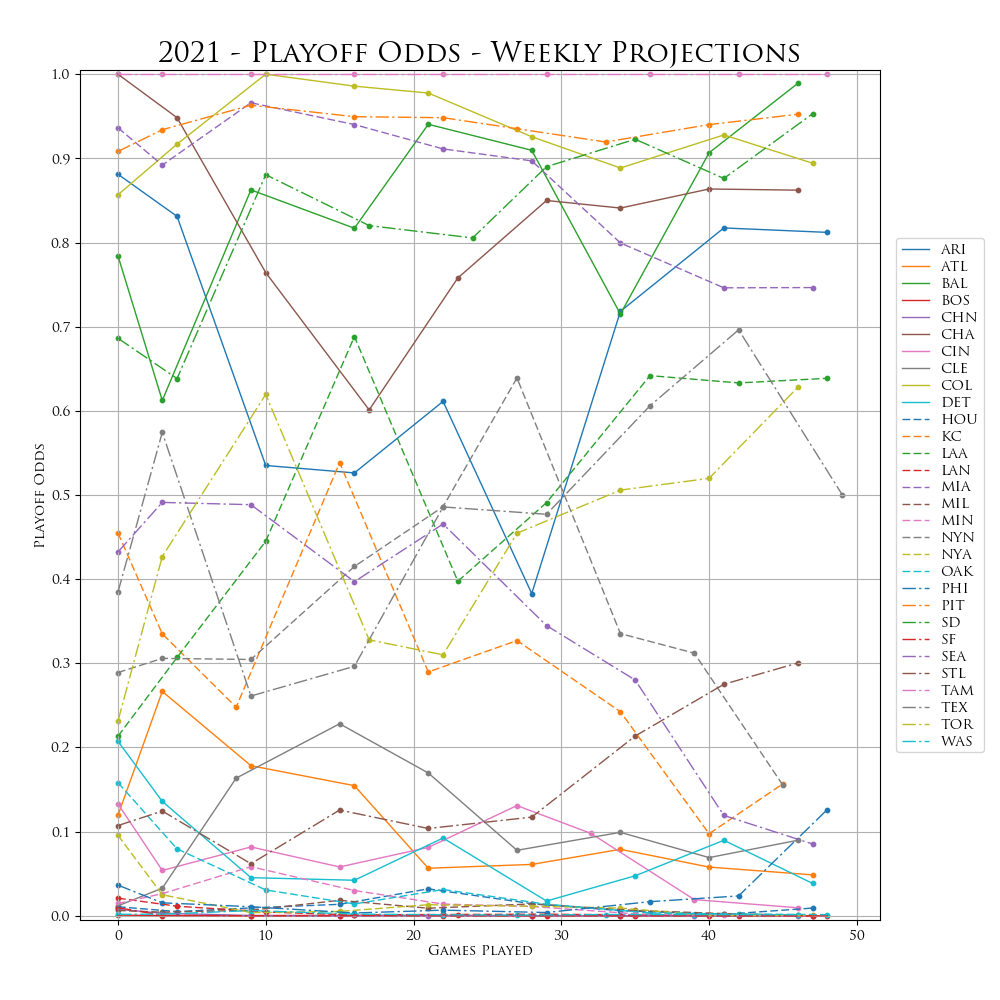 2021 - Playoff Odds - Weekly Projections
1.0
0.9
0.8
0.7
0.6
0.5
0.4
0.3
0.2
0.1
0.0
Playoff Odds
0 10 20 30 40 50
Games Played
ARI
ATL
BAL
BOS
CHN
CHA
CIN
CLE
COL
DET
HOU
KC
LAA
LAN
MIA
MIL
MIN
NYN
NYA
OAK
PHI
PIT
SD
SF
SEA
STL
TAM
TEX
TOR
WAS